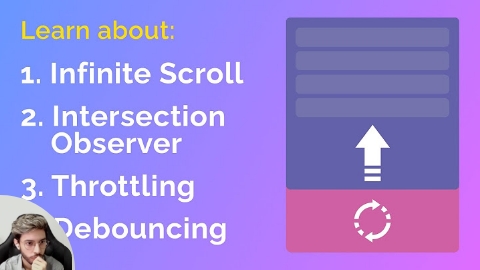 Learn about:
1. Infinite Scroll
2. Intersection
Observer
3. Throttling
Debouncing